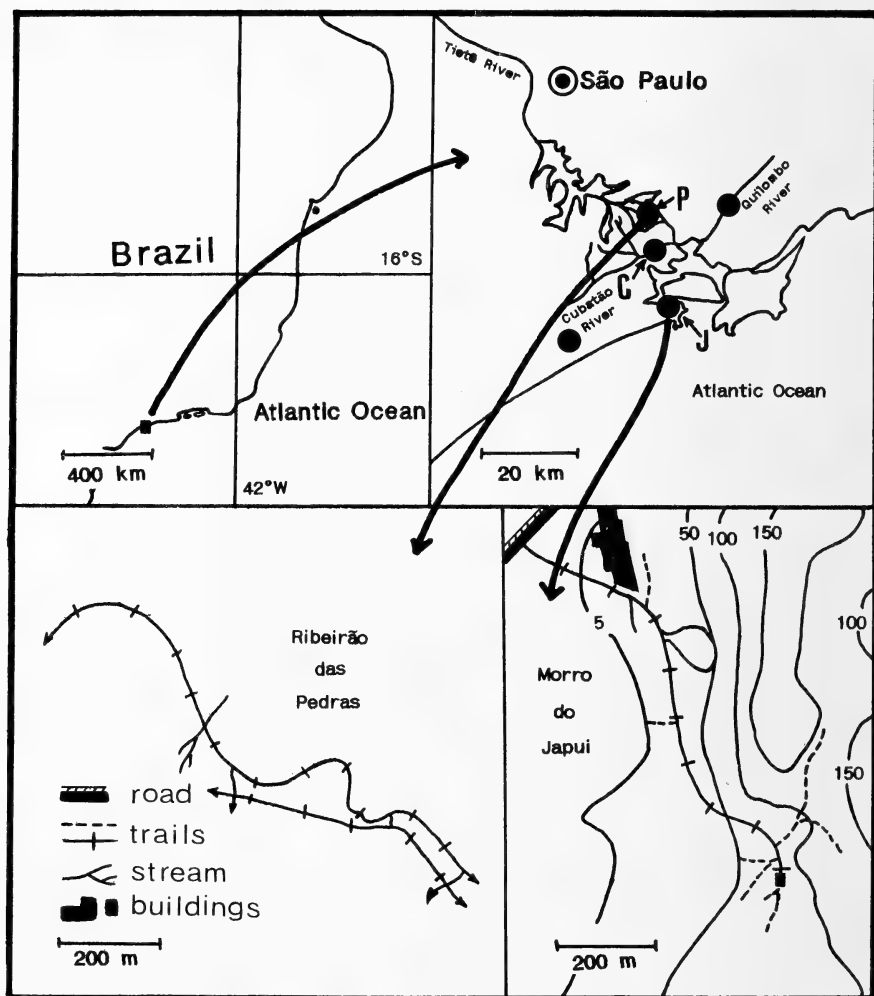 Brazil
16°S
Atlantic Ocean
400 km
42°W
Tietê River
São Paulo
P
Quilombo
River
C
Cubatão
River
J
Atlantic Ocean
20 km
Ribeirão
das
Pedras
road
trails
stream
buildings
200 m
50
100
150
5
100
Morro
do
Japui
150
200 m